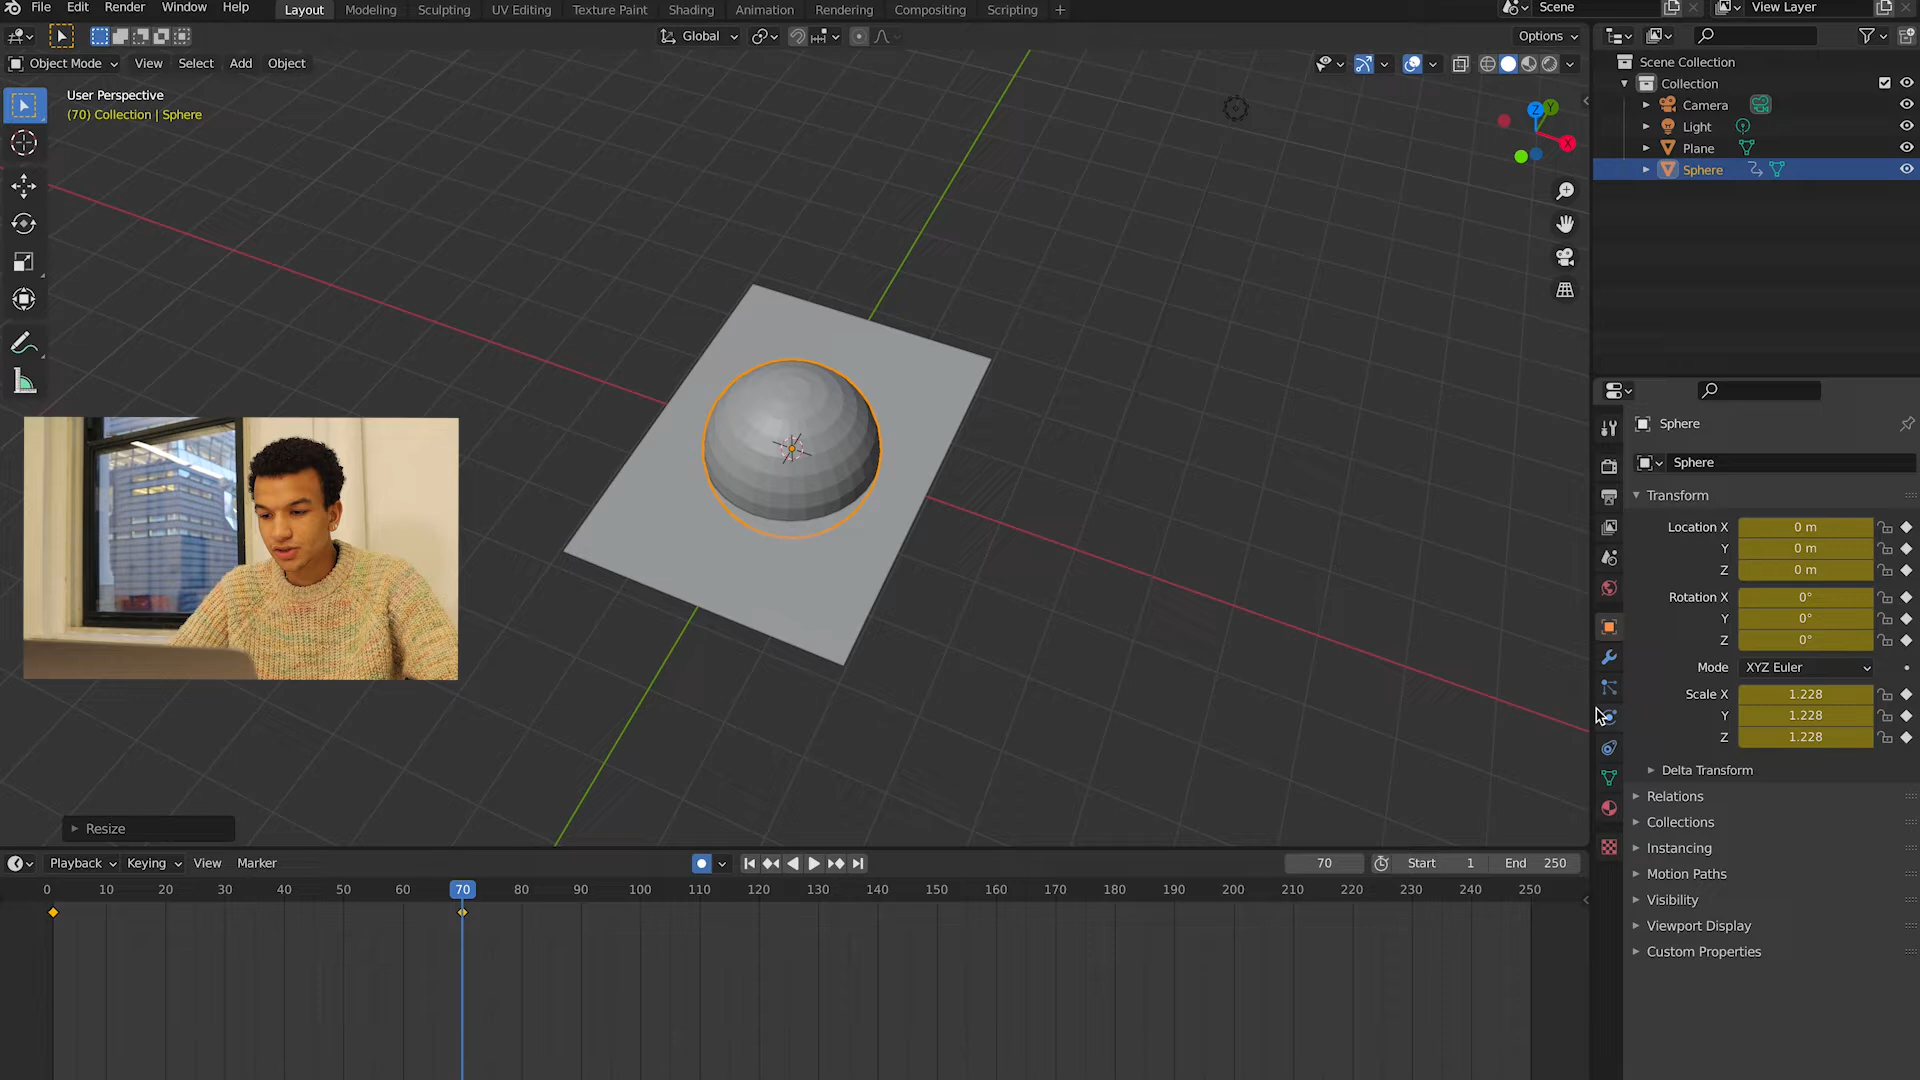 File Edit Render Window Help Layout Modeling Sculpting UV Editing Texture Paint Shading Animation Rendering Compositing Scripting + Scene View Layer
Global Options
Object Mode View Select Add Object
User Perspective
(70) Collection | Sphere
Z Y
X
Scene Collection
Collection
Camera
Light
Plane
Sphere
Sphere
Sphere
Transform
Location X 0 m
Y 0 m
Z 0 m
Rotation X 0°
Y 0°
Z 0°
Mode XYZ Euler
Scale X 1.228
Y 1.228
Z 1.228
Delta Transform
Relations
Collections
Instancing
Motion Paths
Visibility
Viewport Display
Custom Properties
Resize
Playback Keying View Marker 70 Start 1 End 250
0 10 20 30 40 50 60 70 80 90 100 110 120 130 140 150 160 170 180 190 200 210 220 230 240 250